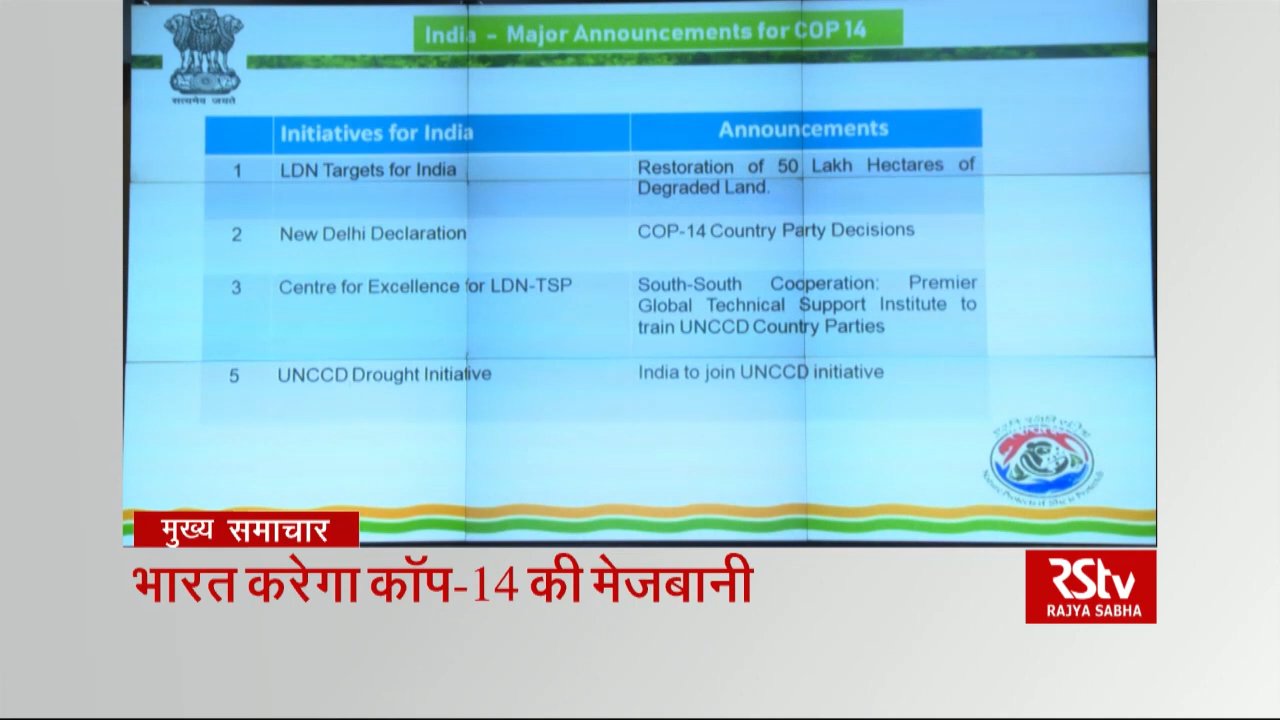 India - Major Announcements for COP 14
सत्यमेव जयते
Initiatives for India Announcements
1 LDN Targets for India Restoration of 50 Lakh Hectares of
Degraded Land.
2 New Delhi Declaration COP-14 Country Party Decisions
3 Centre for Excellence for LDN-TSP South-South Cooperation: Premier
Global Technical Support Institute to
train UNCCD Country Parties
5 UNCCD Drought Initiative India to join UNCCD initiative
मुख्य समाचार
भारत करेगा कॉप-14 की मेजबानी
RSTV
RAJYA SABHA